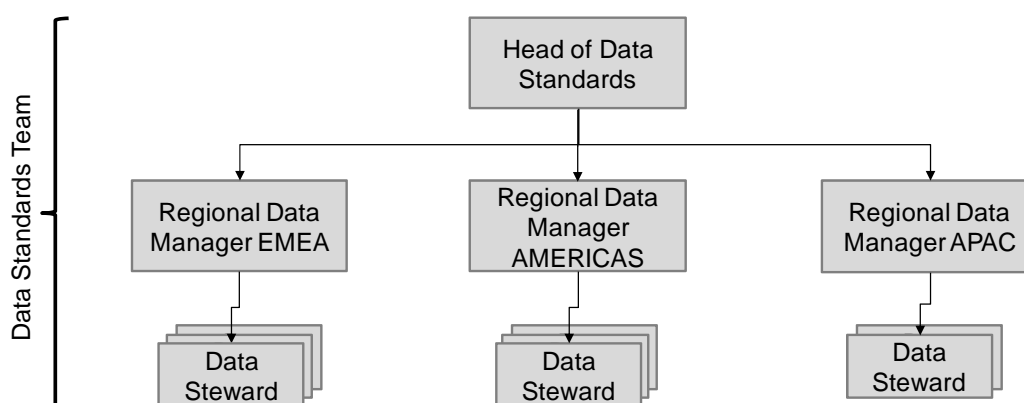 Data Standards Team
Head of Data
Standards
Regional Data
Manager EMEA
Regional Data
Manager
AMERICAS
Regional Data
Manager APAC
Data
Steward
Data
Steward
Data
Steward